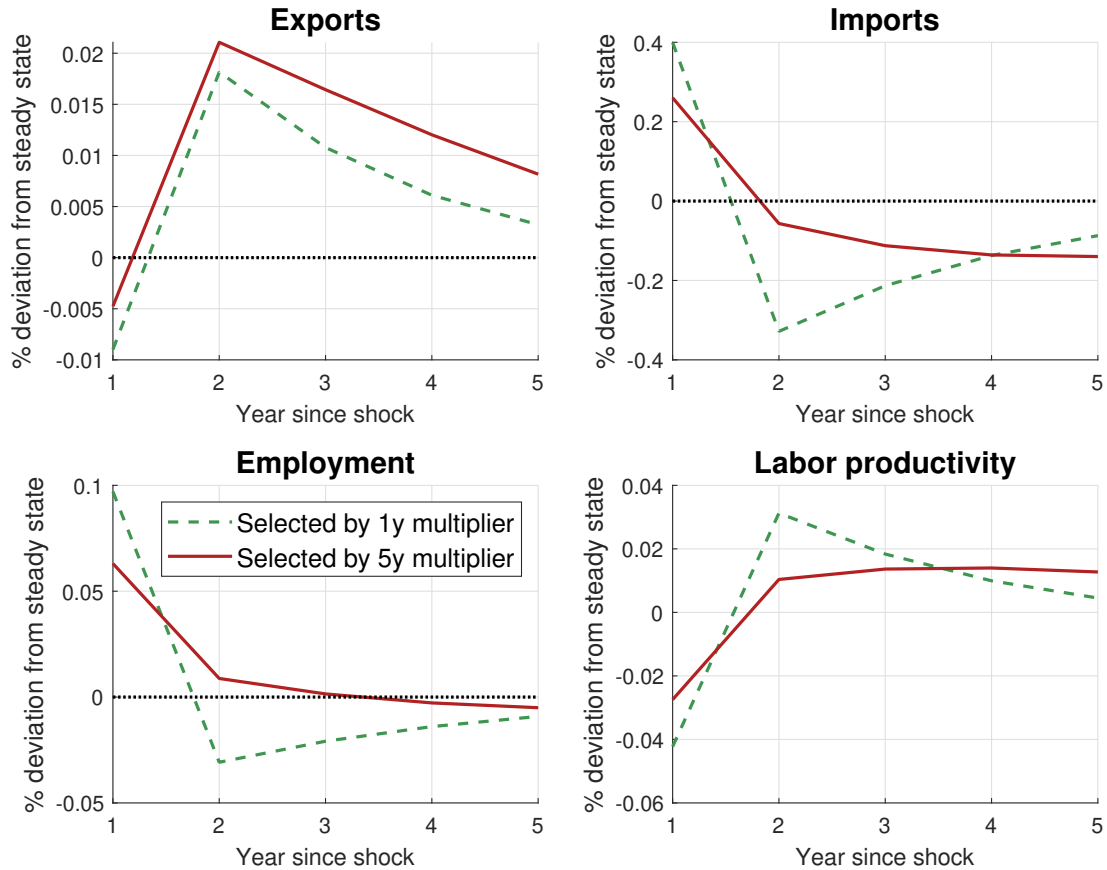 Exports
% deviation from steady state
0.02
0.015
0.01
0.005
0
-0.005
-0.01
1 2 3 4 5
Year since shock
Imports
% deviation from steady state
0.4
0.2
0
-0.2
-0.4
1 2 3 4 5
Year since shock
Employment
% deviation from steady state
0.1
0.05
0
-0.05
Selected by 1y multiplier
Selected by 5y multiplier
1 2 3 4 5
Year since shock
Labor productivity
% deviation from steady state
0.04
0.02
0
-0.02
-0.04
-0.06
1 2 3 4 5
Year since shock